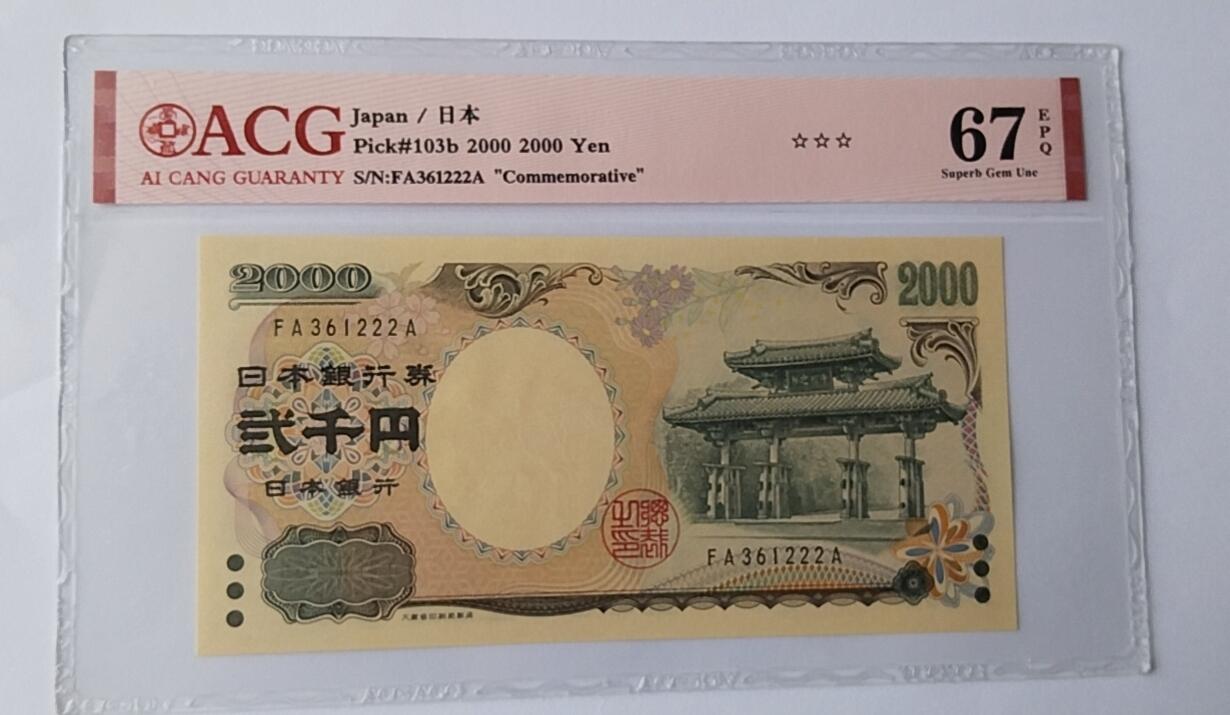 ACG
AI CANG GUARANTY
Japan / 日本
Pick#103b 2000 2000 Yen
S/N:FA361222A "Commemorative"
☆☆☆
67
EPQ
Superb Gem Unc
2000
2000
FA361222A
日本銀行券
弐千円
日本銀行
FA361222A